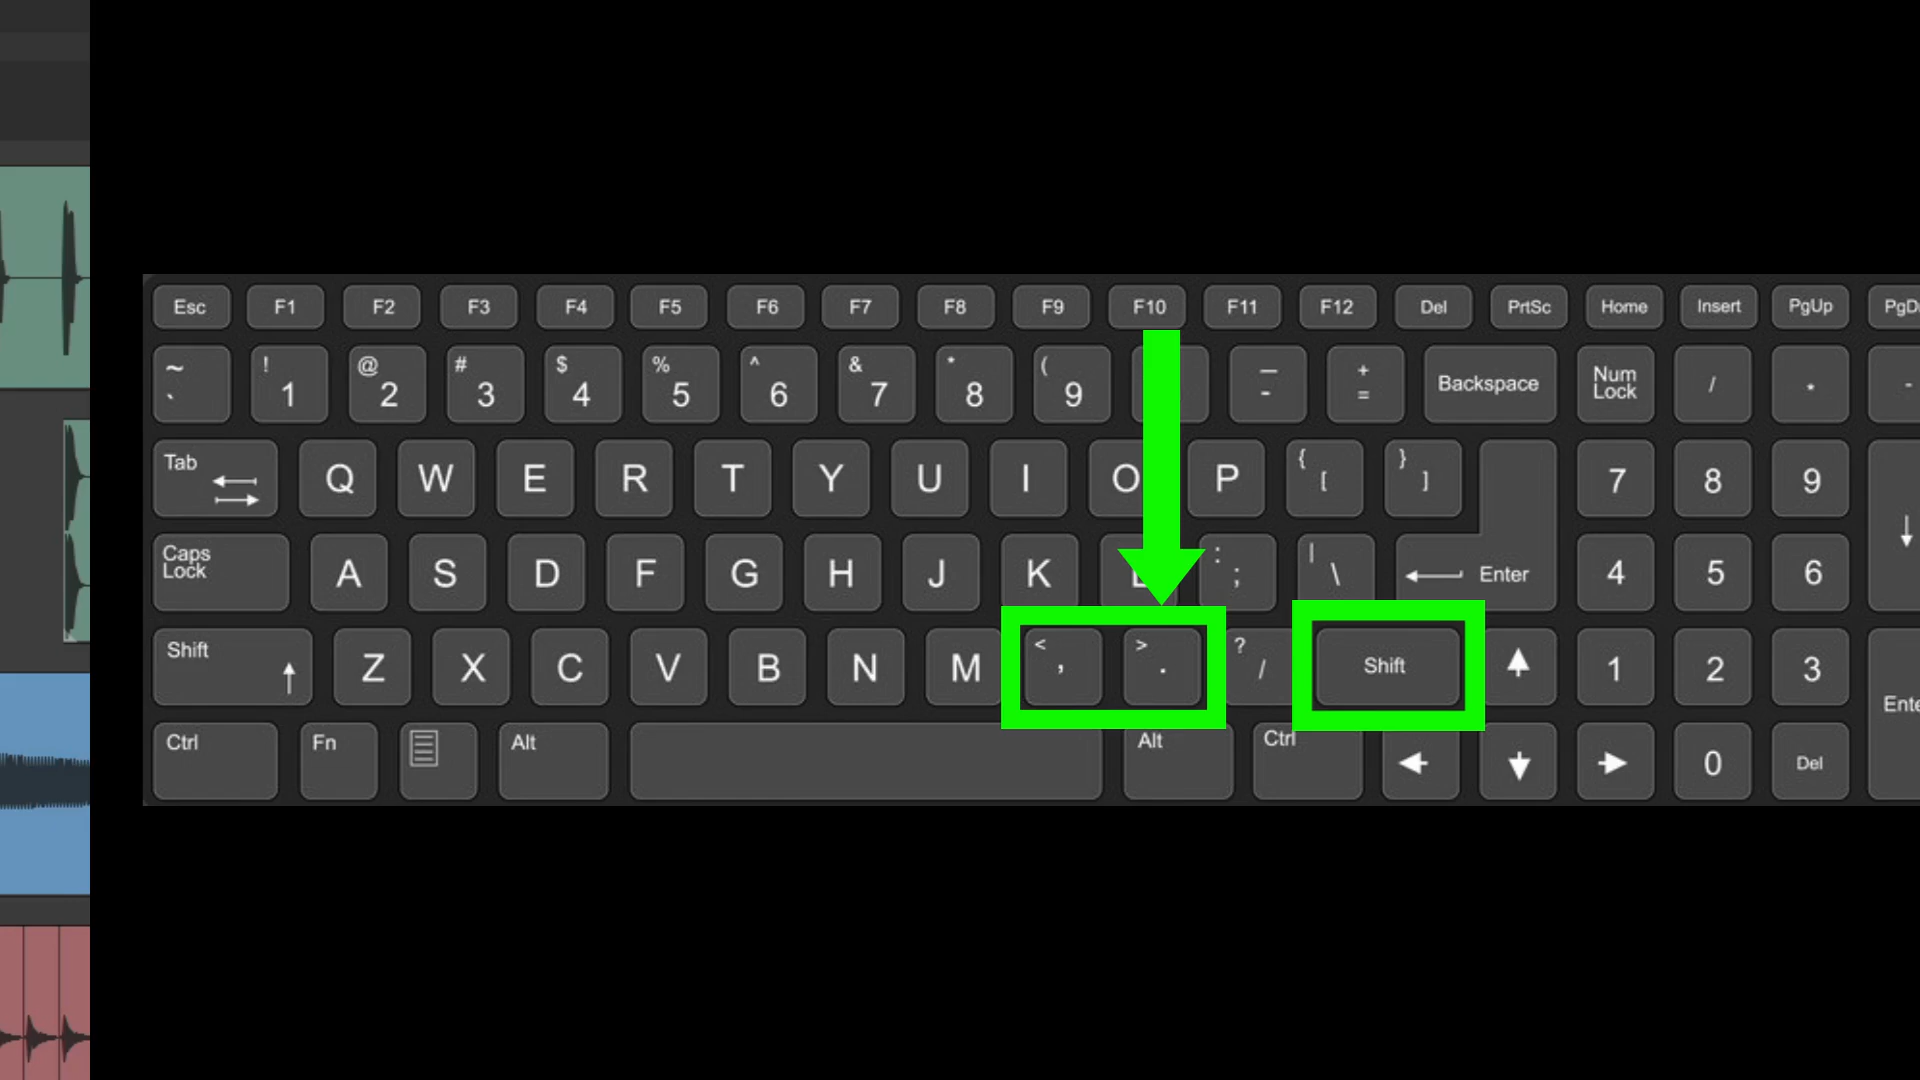 Esc F1 F2 F3 F4 F5 F6 F7 F8 F9 F10 F11 F12 Del PrtSc Home Insert PgUp
~ ` ! 1 @ 2 # 3 $ 4 % 5 ^ 6 & 7 * 8 ( 9 — - + = Backspace Num Lock / * -
Tab Q W E R T Y U I O P { [ } ] 7 8 9
Caps Lock A S D F G H J K : ; | \ Enter 4 5 6
Shift Z X C V B N M < , > . ? / Shift 1 2 3
Ctrl Fn Alt Alt Ctrl 0 Del